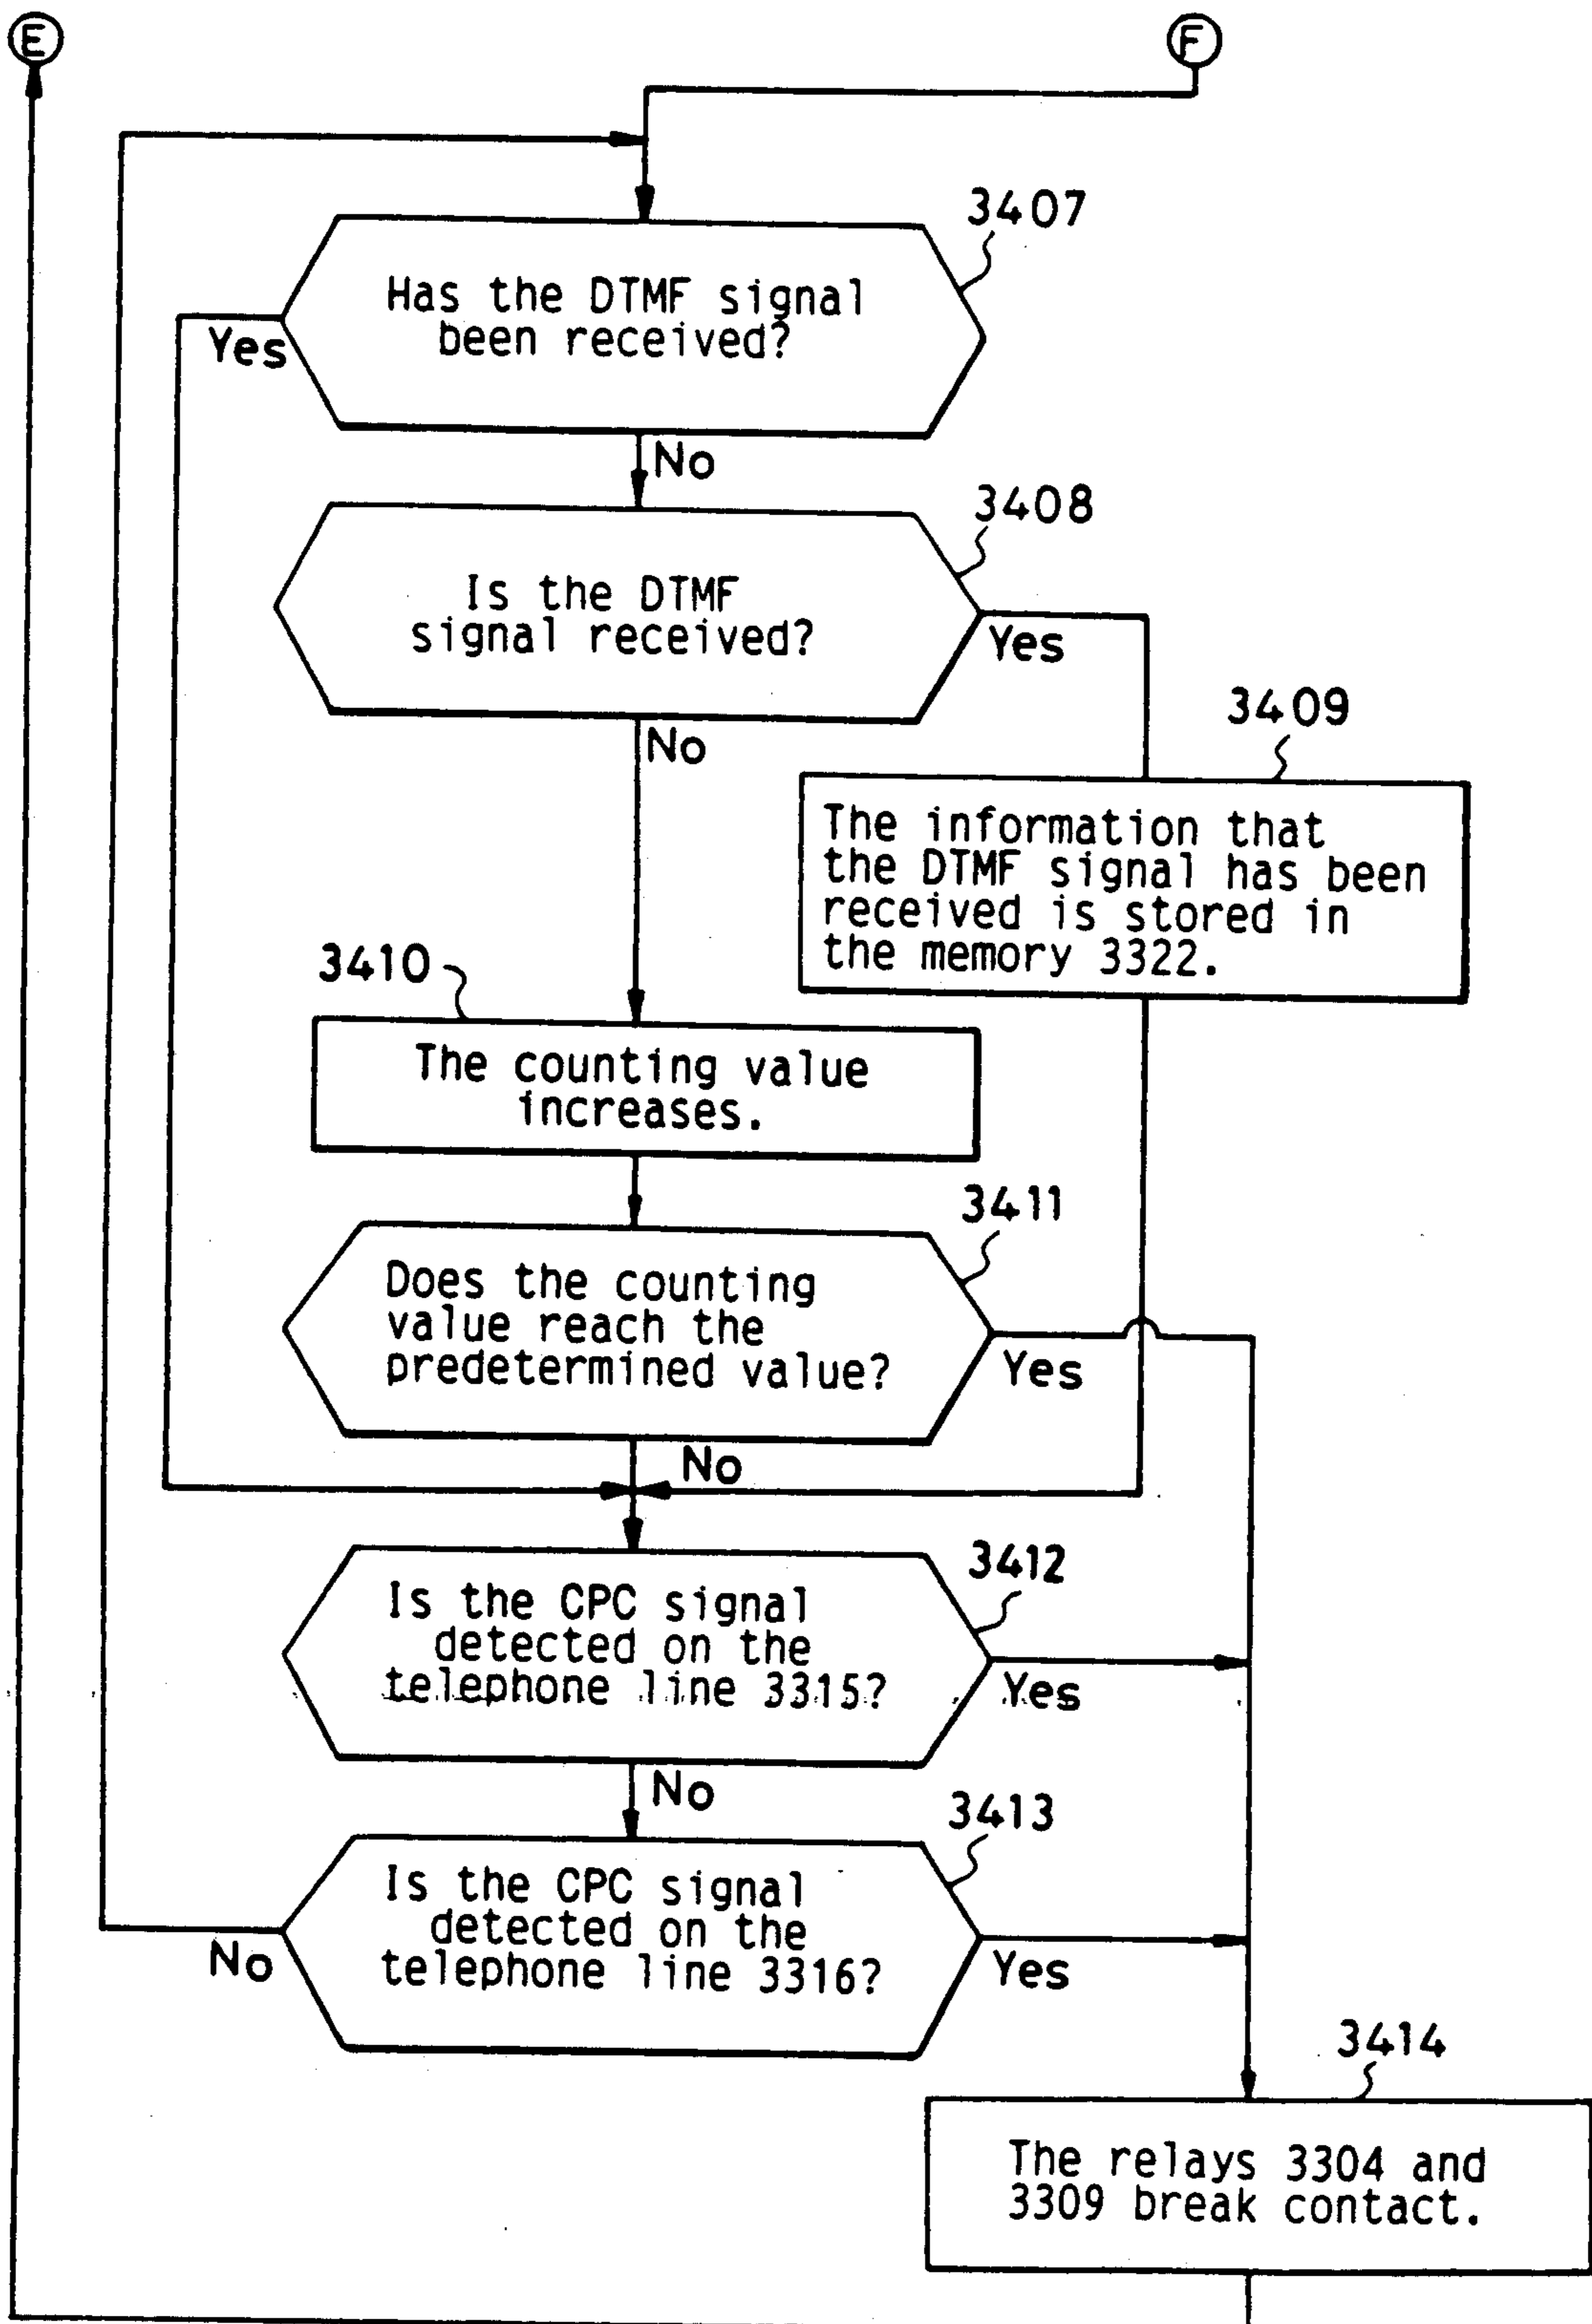 E
F
3407
Has the DTMF signal
been received?
Yes
No
3408
Is the DTMF
signal received?
Yes
No
3409
The information that
the DTMF signal has been
received is stored in
the memory 3322.
3410
The counting value
increases.
3411
Does the counting
value reach the
predetermined value?
Yes
No
3412
Is the CPC signal
detected on the
telephone line 3315?
Yes
No
3413
Is the CPC signal
detected on the
telephone line 3316?
No
Yes
3414
The relays 3304 and
3309 break contact.